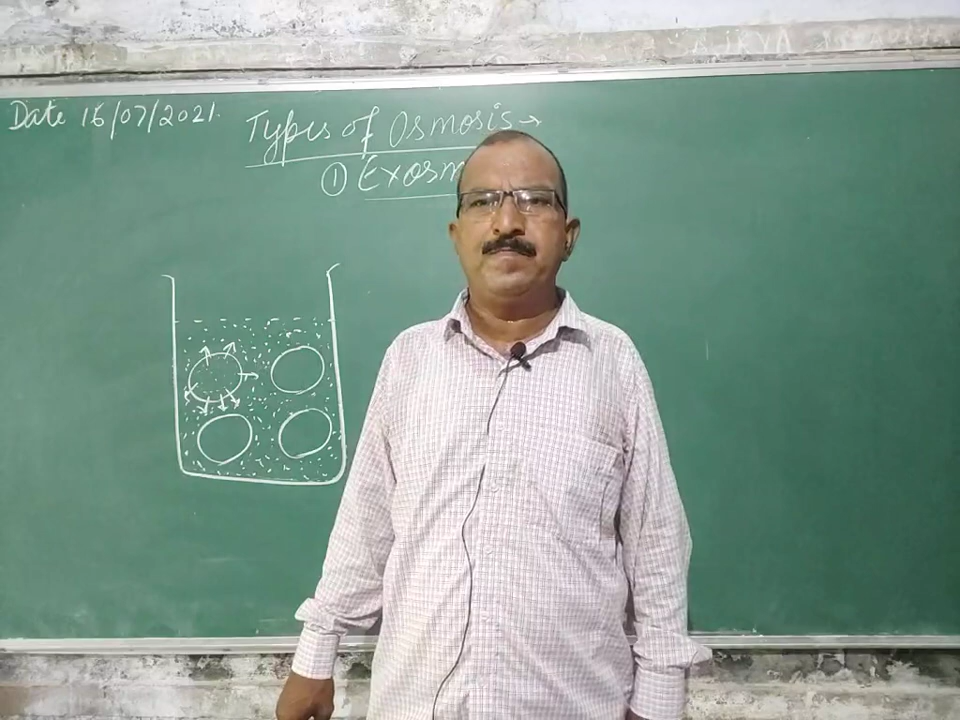 Date 16/07/2021.
Types of Osmosis→
① Exosm